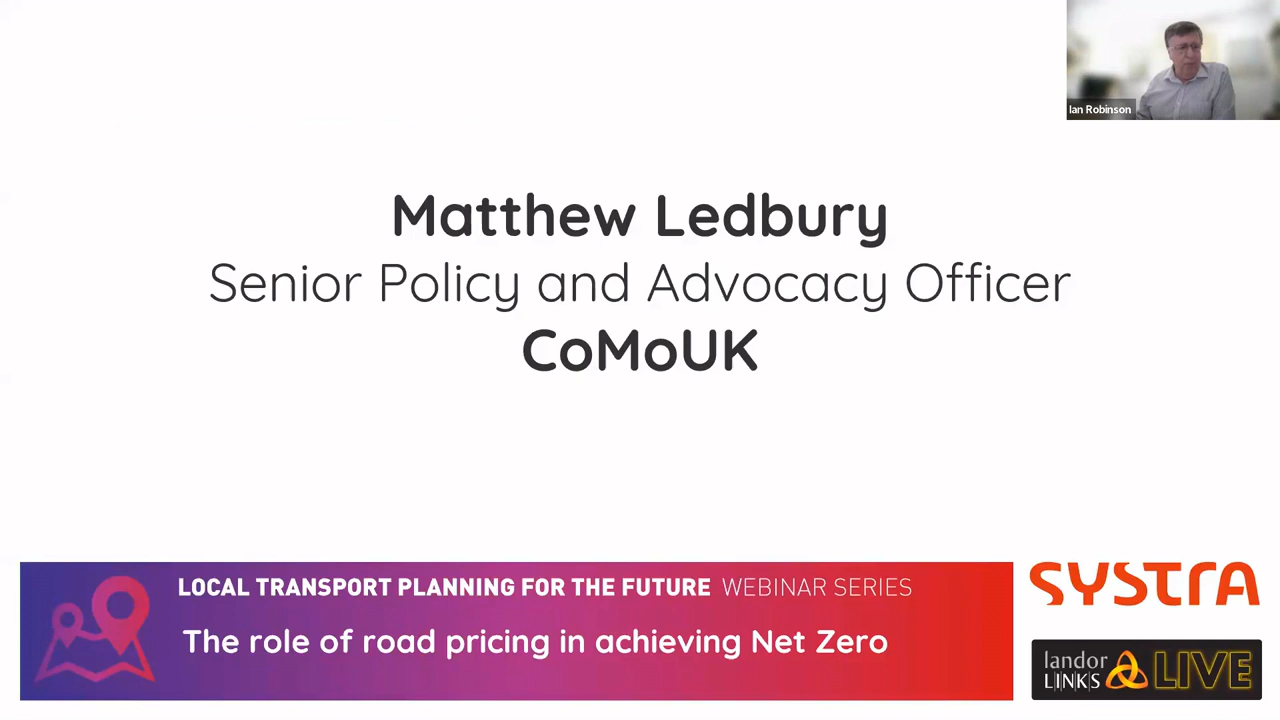 Ian Robinson
Matthew Ledbury
Senior Policy and Advocacy Officer
CoMoUK
LOCAL TRANSPORT PLANNING FOR THE FUTURE WEBINAR SERIES
The role of road pricing in achieving Net Zero
SYSTRA
landor
LINKS
LIVE